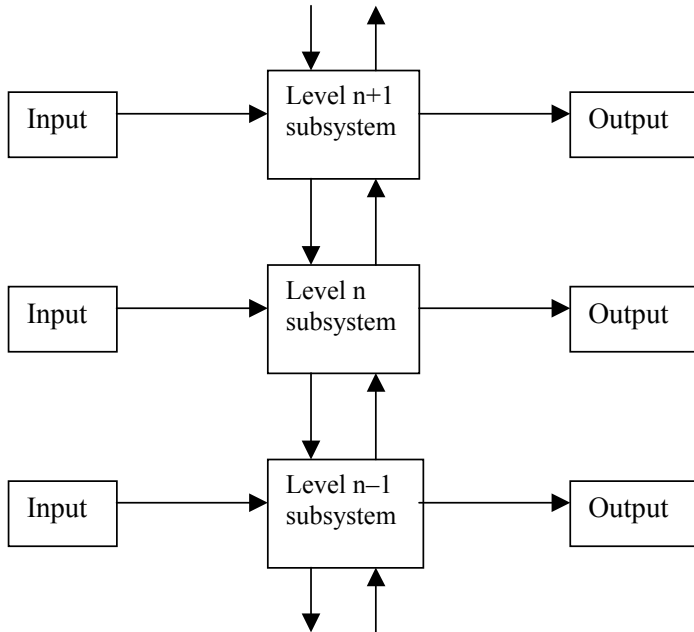 Input
Level n+1
subsystem
Output
Input
Level n
subsystem
Output
Input
Level n–1
subsystem
Output